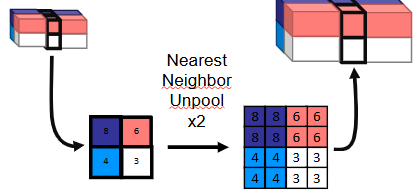 Nearest
Neighbor
Unpool
x2
8 6
4 3
8 8 6 6
8 8 6 6
4 4 3 3
4 4 3 3